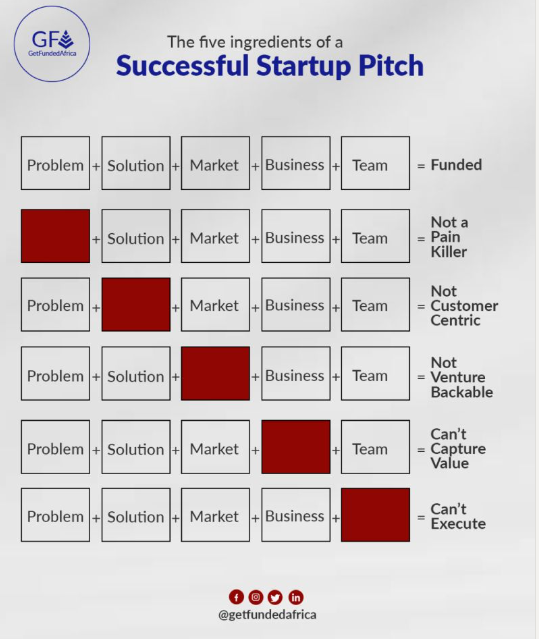 GFA
GetFundedAfrica
The five ingredients of a
Successful Startup Pitch
Problem + Solution + Market + Business + Team = Funded
+ Solution + Market + Business + Team = Not a
Pain
Killer
Problem + + Market + Business + Team = Not
Customer
Centric
Problem + Solution + + Business + Team = Not
Venture
Backable
Problem + Solution + Market + + Team = Can't
Capture
Value
Problem + Solution + Market + Business + = Can't
Execute
@getfundedafrica